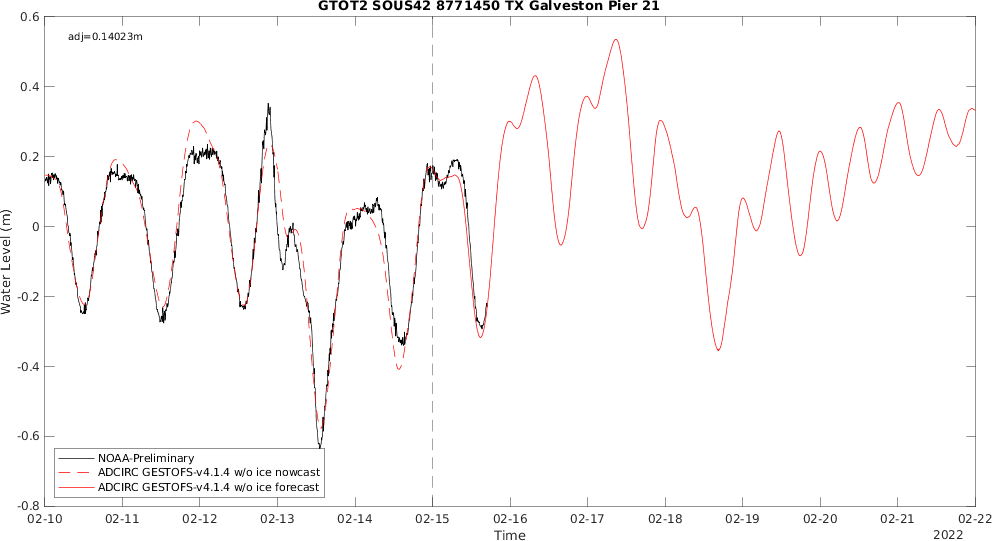 GTOT2 SOUS42 8771450 TX Galveston Pier 21
adj=0.14023m
0.6
0.4
0.2
0
-0.2
-0.4
-0.6
-0.8
Water Level (m)
NOAA-Preliminary
ADCIRC GESTOFS-v4.1.4 w/o ice nowcast
ADCIRC GESTOFS-v4.1.4 w/o ice forecast
02-10 02-11 02-12 02-13 02-14 02-15 02-16 02-17 02-18 02-19 02-20 02-21 02-22
Time
2022